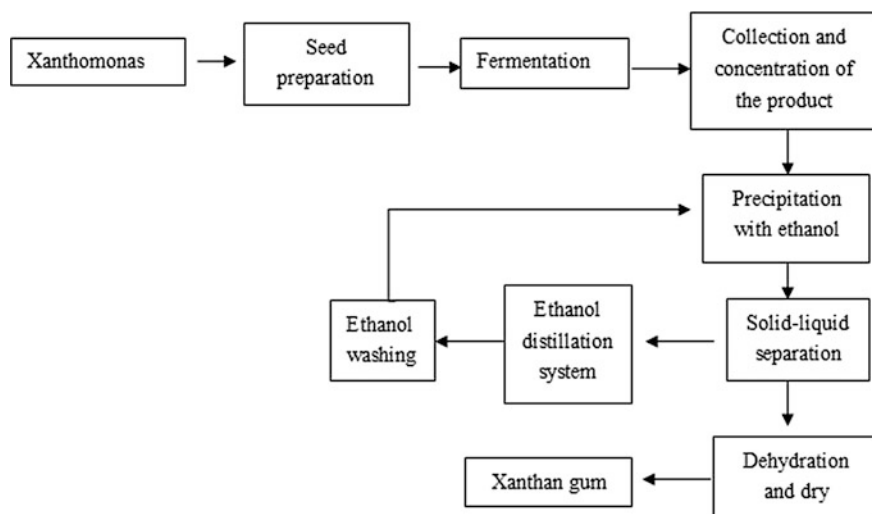 Xanthomonas
Seed
preparation
Fermentation
Collection and
concentration of
the product
Precipitation
with ethanol
Solid-liquid
separation
Ethanol
distillation
system
Ethanol
washing
Dehydration
and dry
Xanthan gum